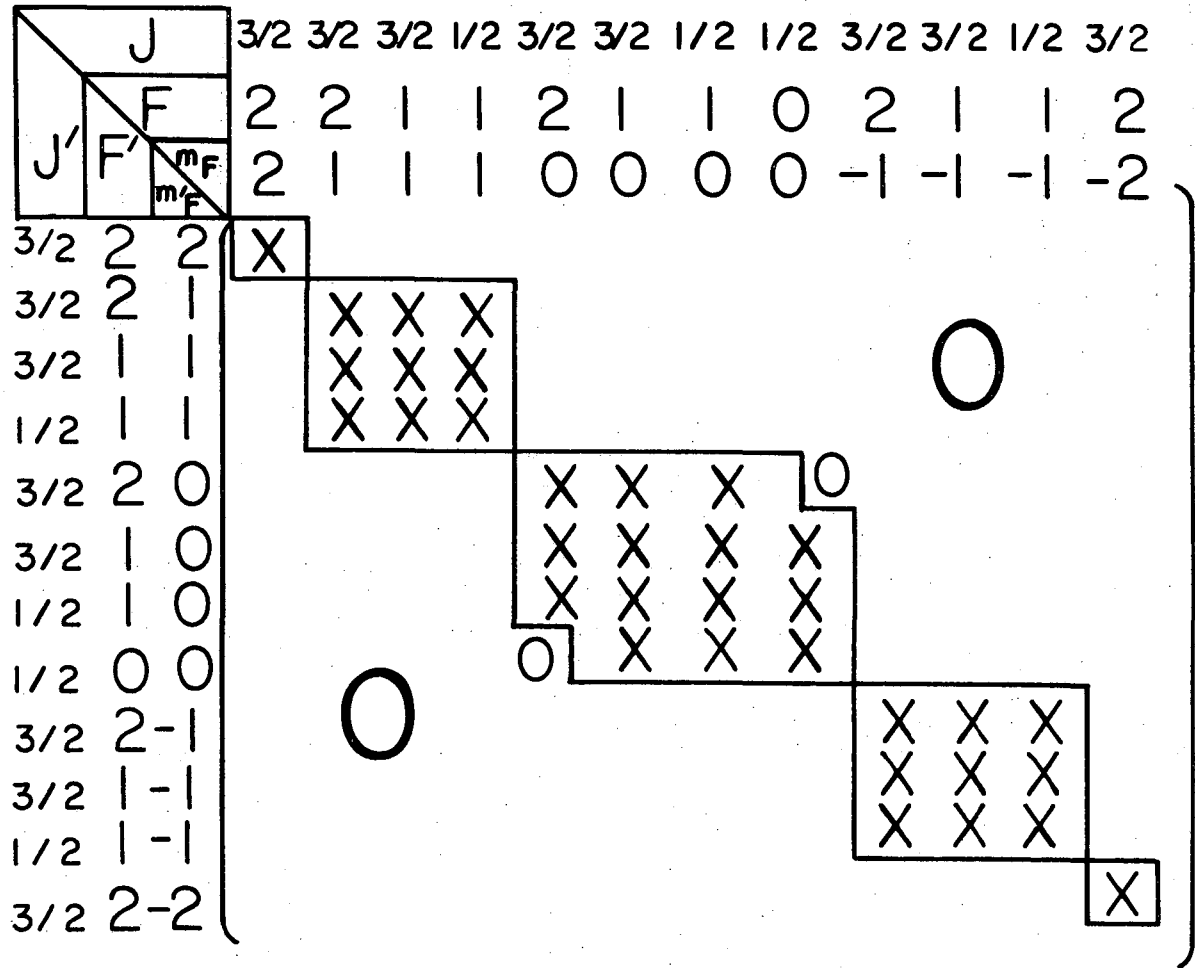 J 3/2 3/2 3/2 1/2 3/2 3/2 1/2 1/2 3/2 3/2 1/2 3/2
F 2 2 1 1 2 1 1 0 2 1 1 2
J' F' mF m'F 2 1 1 1 0 0 0 0 -1 -1 -1 -2
3/2 2 2 X
3/2 2 1 X X X
3/2 1 1 X X X 0
1/2 1 1 X X X
3/2 2 0 X X X 0
3/2 1 0 X X X X
1/2 1 0 X X X X
1/2 0 0 0 X X X
3/2 2 -1 0 X X X
3/2 1 -1 X X X
1/2 1 -1 X X X
3/2 2 -2 X